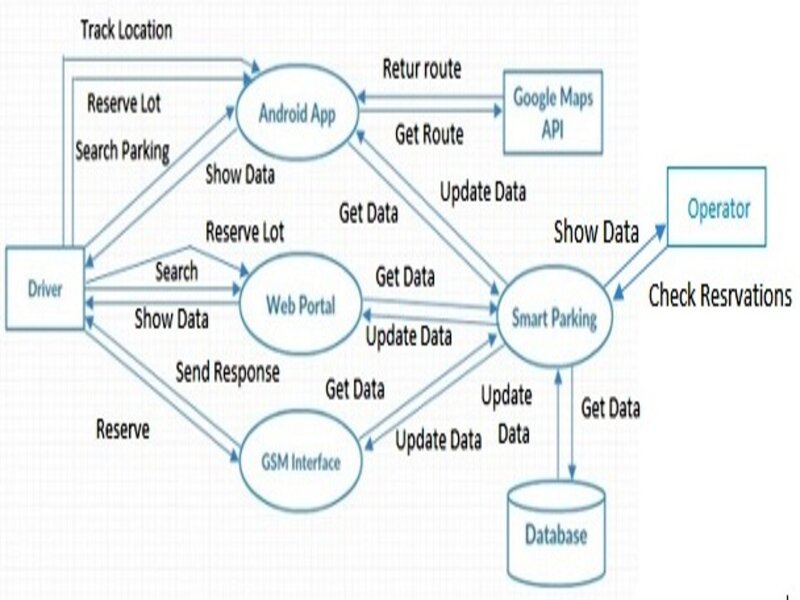 Track Location
Retur route
Google Maps
API
Reserve Lot
Android App
Get Route
Search Parking
Show Data
Update Data
Get Data
Operator
Reserve Lot
Show Data
Driver
Search
Get Data
Web Portal
Check Resrvations
Show Data
Smart Parking
Update Data
Send Response
Get Data
Update
Data
Get Data
Reserve
Update Data
GSM Interface
Database